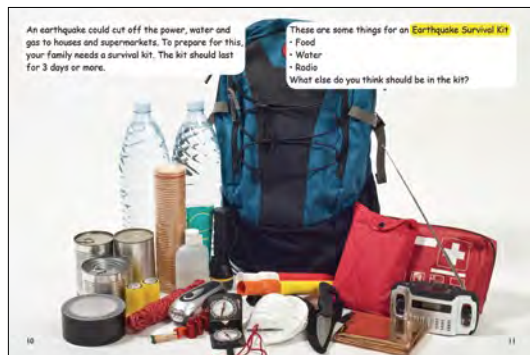 An earthquake could cut off the power, water and
gas to houses and supermarkets. To prepare for this,
your family needs a survival kit. The kit should last
for 3 days or more.
These are some things for an Earthquake Survival Kit
• Food
• Water
• Radio
What else do you think should be in the kit?
10
11